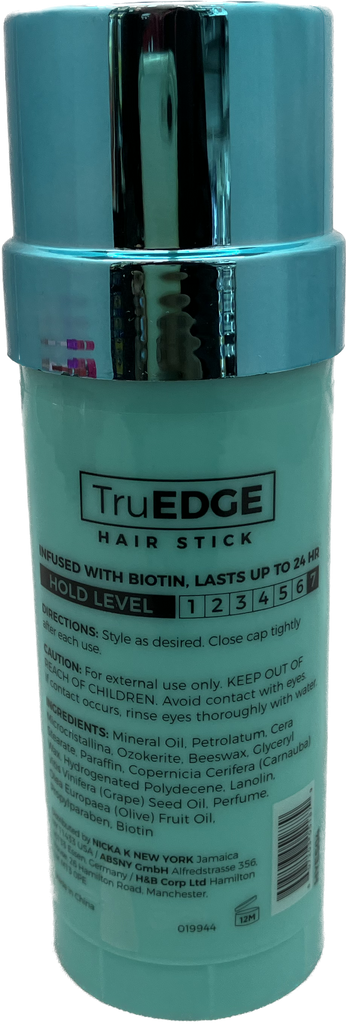 TruEDGE
HAIR STICK
INFUSED WITH BIOTIN, LASTS UP TO 24 HR
HOLD LEVEL 1 2 3 4 5 6 7
DIRECTIONS: Style as desired. Close cap tightly
after each use.
CAUTION: For external use only. KEEP OUT OF
REACH OF CHILDREN. Avoid contact with eyes.
If contact occurs, rinse eyes thoroughly with water.
INGREDIENTS: Mineral Oil, Petrolatum, Cera
Microcristallina, Ozokerite, Beeswax, Glyceryl
Stearate, Paraffin, Copernicia Cerifera (Carnauba)
Hydrogenated Polydecene, Lanolin,
Vinifera (Grape) Seed Oil, Perfume,
Europaea (Olive) Fruit Oil,
Propylparaben, Biotin
Distributed by NICKA K NEW YORK Jamaica
USA / ABSNY GmbH Alfredstrasse 356,
Essen, Germany / H&B Corp Ltd Hamilton
Hamilton Road, Manchester,
Made in China
12M
019944